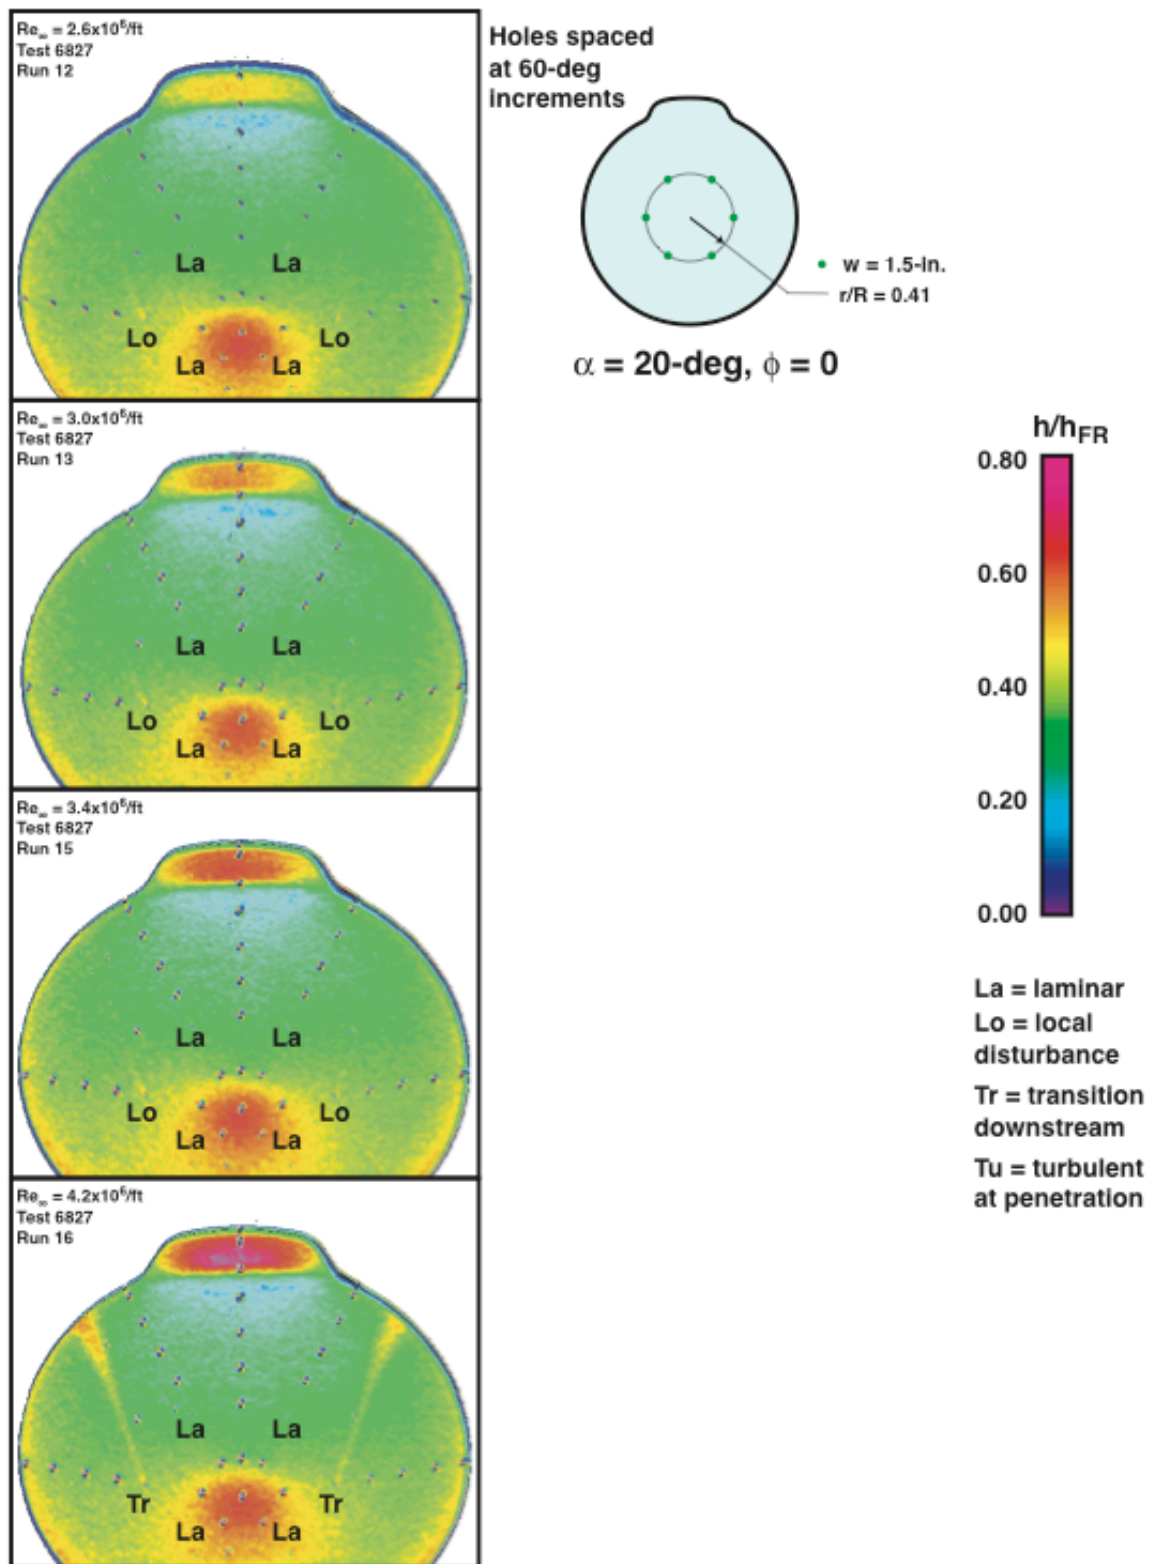 Re∞ = 2.6x10⁶/ft
Test 6827
Run 12
La La
Lo Lo
La La
Re∞ = 3.0x10⁶/ft
Test 6827
Run 13
La La
Lo Lo
La La
Re∞ = 3.4x10⁶/ft
Test 6827
Run 15
La La
Lo Lo
La La
Re∞ = 4.2x10⁶/ft
Test 6827
Run 16
La La
Tr Tr
La La
Holes spaced
at 60-deg
increments
w = 1.5-in.
r/R = 0.41
α = 20-deg, ϕ = 0
h/hFR
0.80
0.60
0.40
0.20
0.00
La = laminar
Lo = local
disturbance
Tr = transition
downstream
Tu = turbulent
at penetration